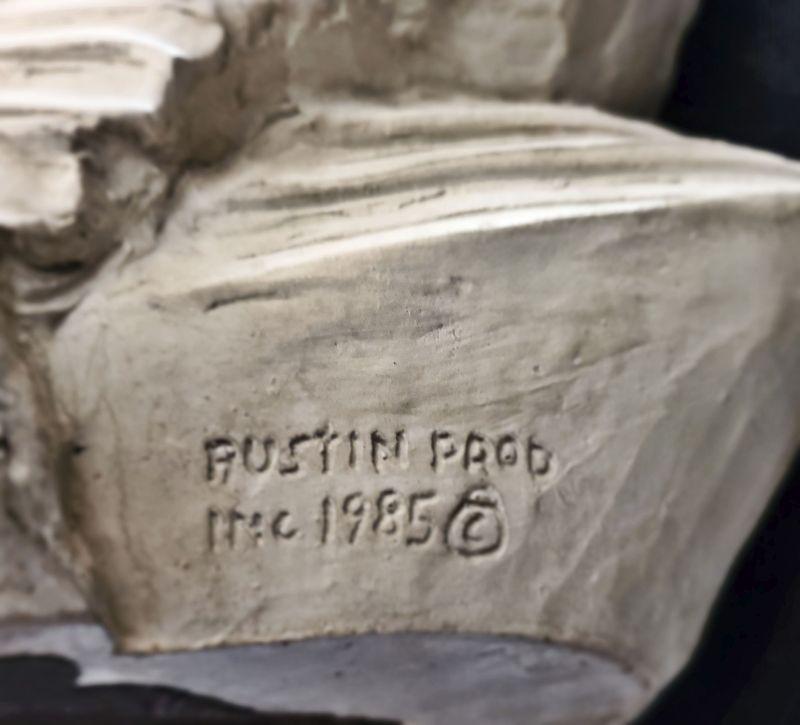 AUSTIN PROD
INC 1985 ©